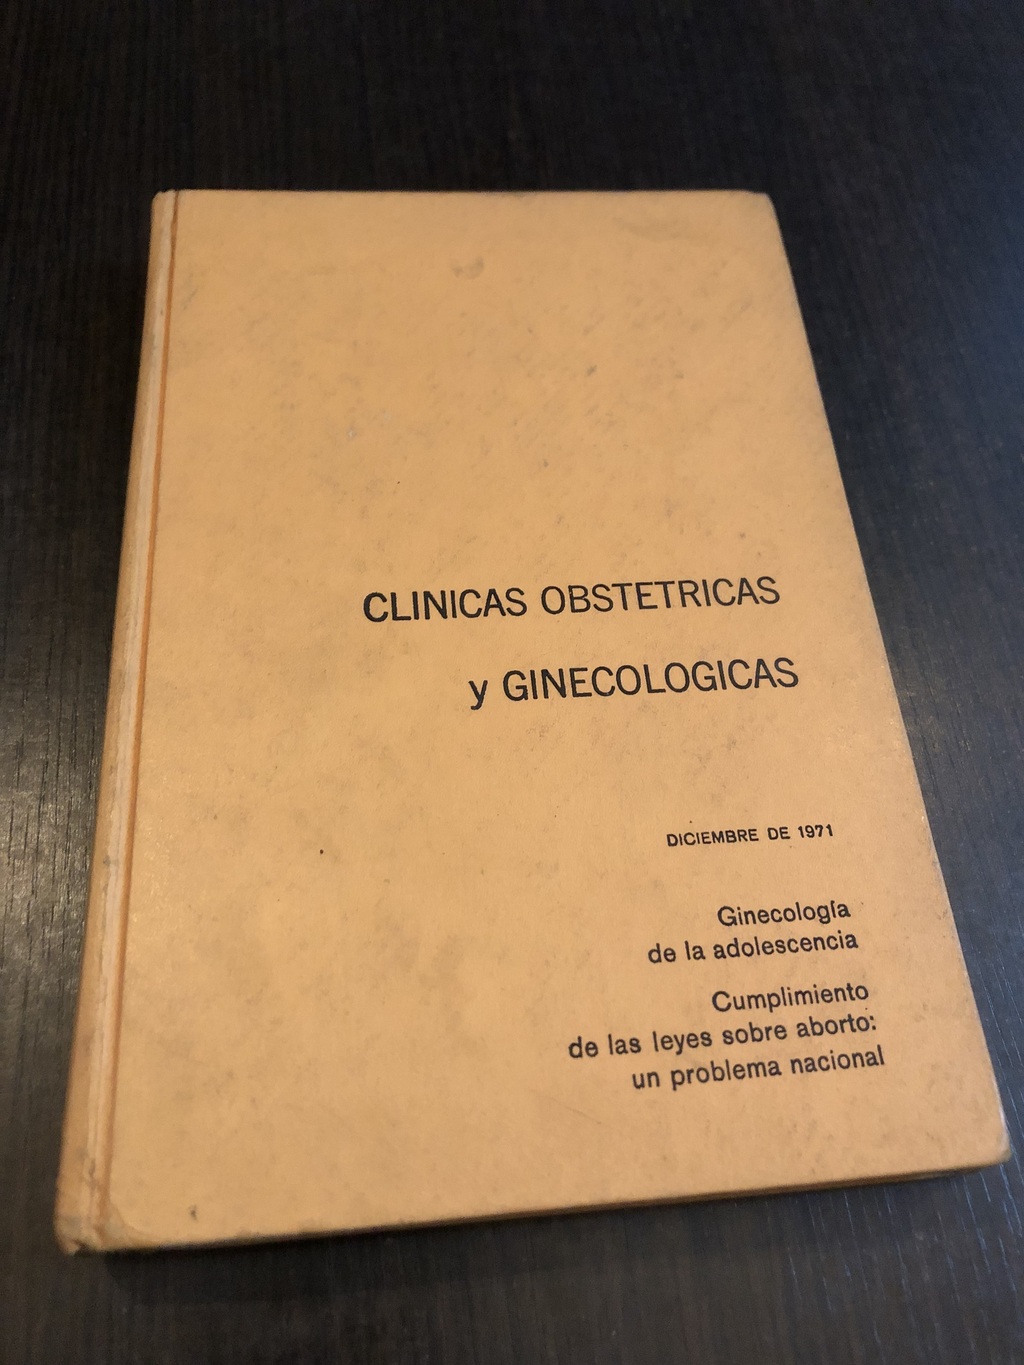 CLINICAS OBSTETRICAS
y GINECOLOGICAS
DICIEMBRE DE 1971
Ginecología
de la adolescencia
Cumplimiento
de las leyes sobre aborto:
un problema nacional